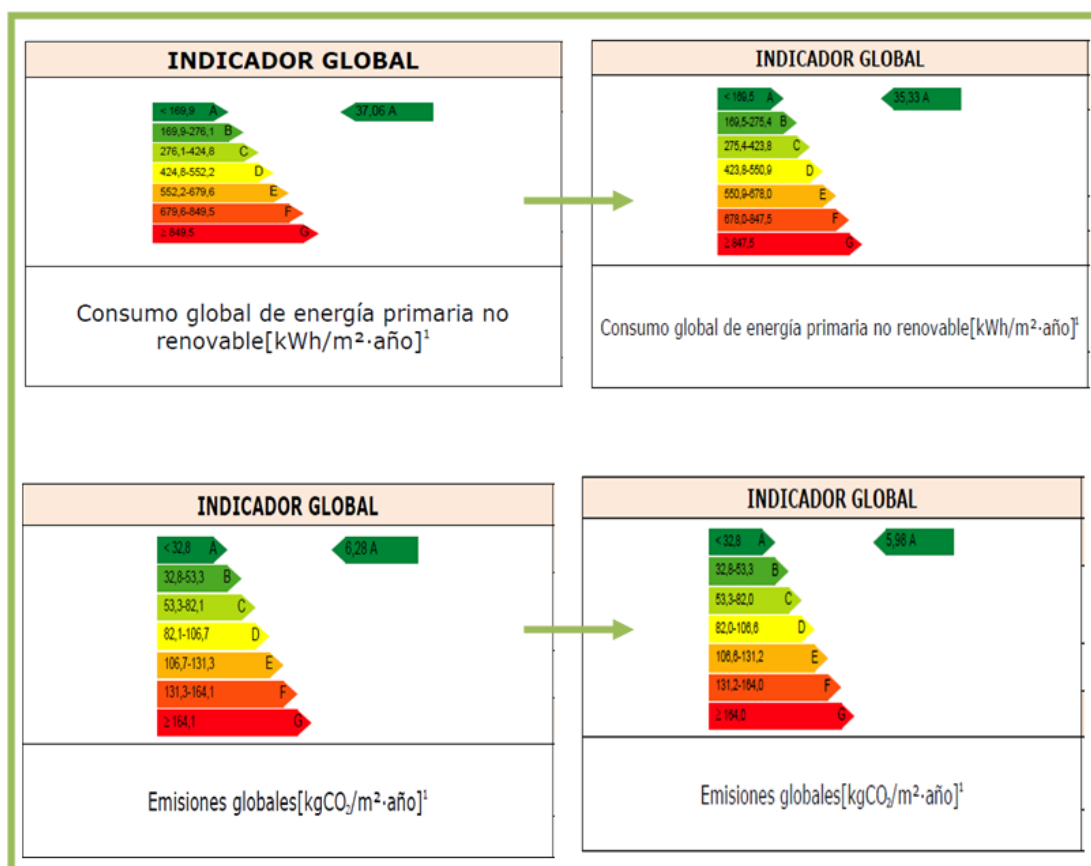 INDICADOR GLOBAL
< 169,9 A
37,06 A
169,9-276,1 B
276,1-424,8 C
424,8-552,2 D
552,2-679,6 E
679,6-849,5 F
≥ 849,5 G
Consumo global de energía primaria no
renovable[kWh/m²·año]¹
INDICADOR GLOBAL
< 169,5 A
35,33 A
169,5-275,4 B
275,4-423,8 C
423,8-550,9 D
550,9-678,0 E
678,0-847,5 F
≥ 847,5 G
Consumo global de energía primaria no renovable[kWh/m²·año]¹
INDICADOR GLOBAL
< 32,8 A
6,28 A
32,8-53,3 B
53,3-82,1 C
82,1-106,7 D
106,7-131,3 E
131,3-164,1 F
≥ 164,1 G
Emisiones globales[kgCO₂/m²·año]¹
INDICADOR GLOBAL
< 32,8 A
5,98 A
32,8-53,3 B
53,3-82,0 C
82,0-106,6 D
106,6-131,2 E
131,2-164,0 F
≥ 164,0 G
Emisiones globales[kgCO₂/m²·año]¹